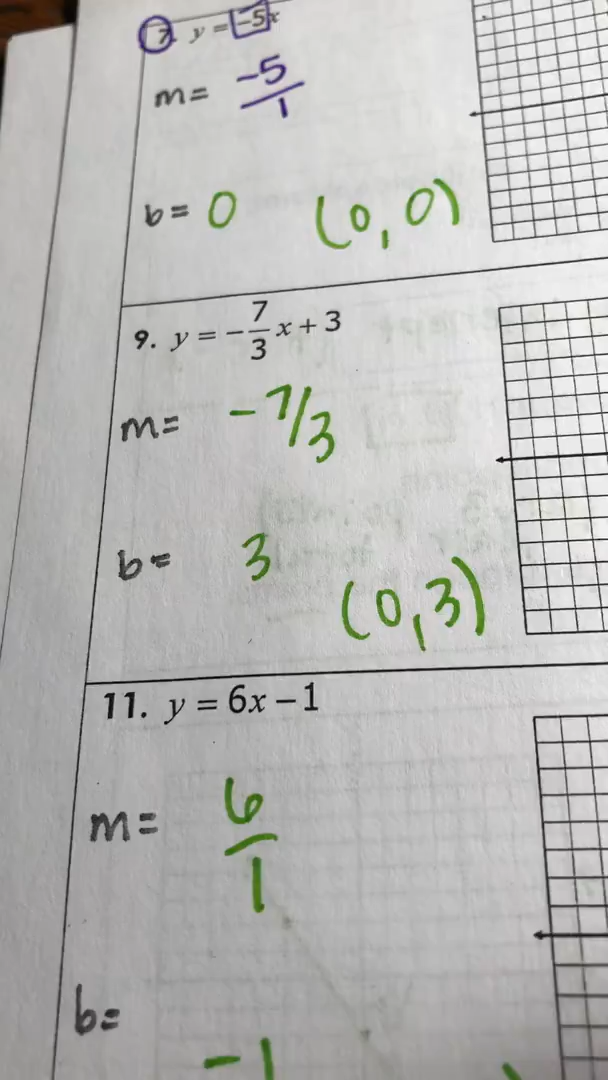 7. y = -5x
m= -5/1
b= 0 (0,0)
9. y = -7/3 x + 3
m= -7/3
b= 3 (0,3)
11. y = 6x - 1
m= 6/1
b= -1